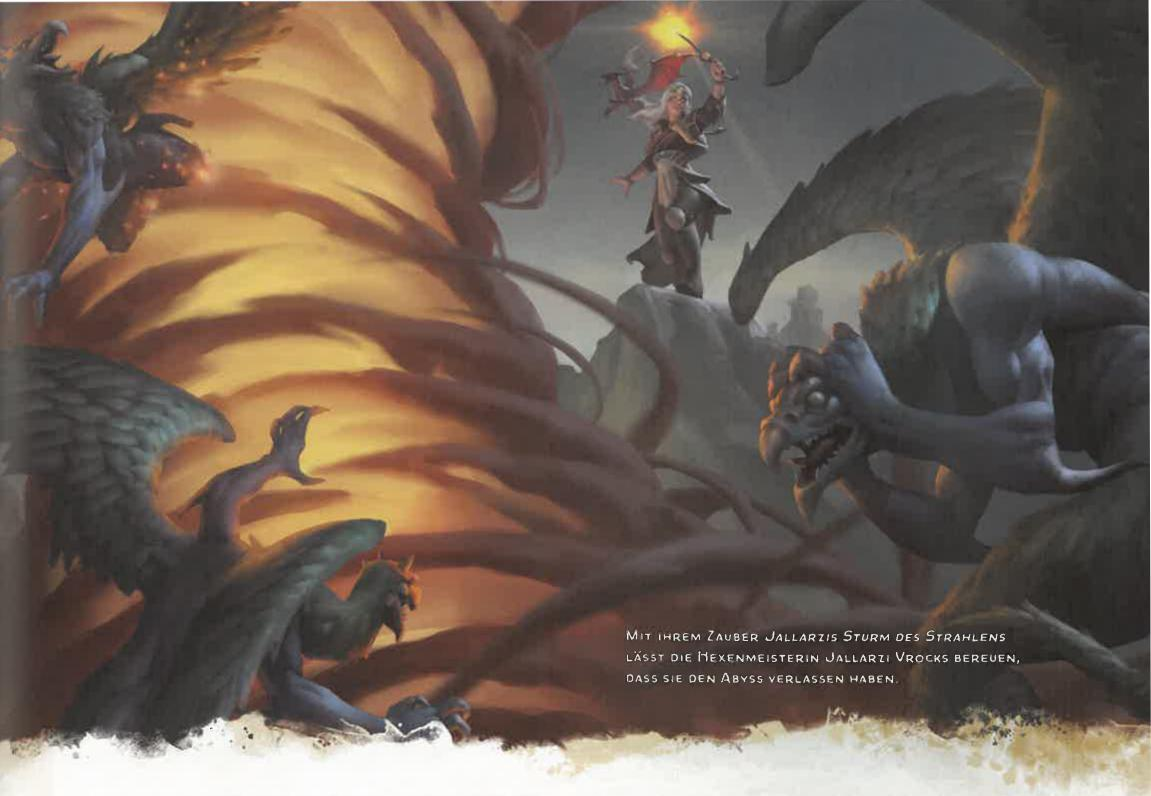 Mit ihrem Zauber Jallarzis Sturm des Strahlens
lässt die Hexenmeisterin Jallarzi Vrocks bereuen,
dass sie den Abyss verlassen haben.